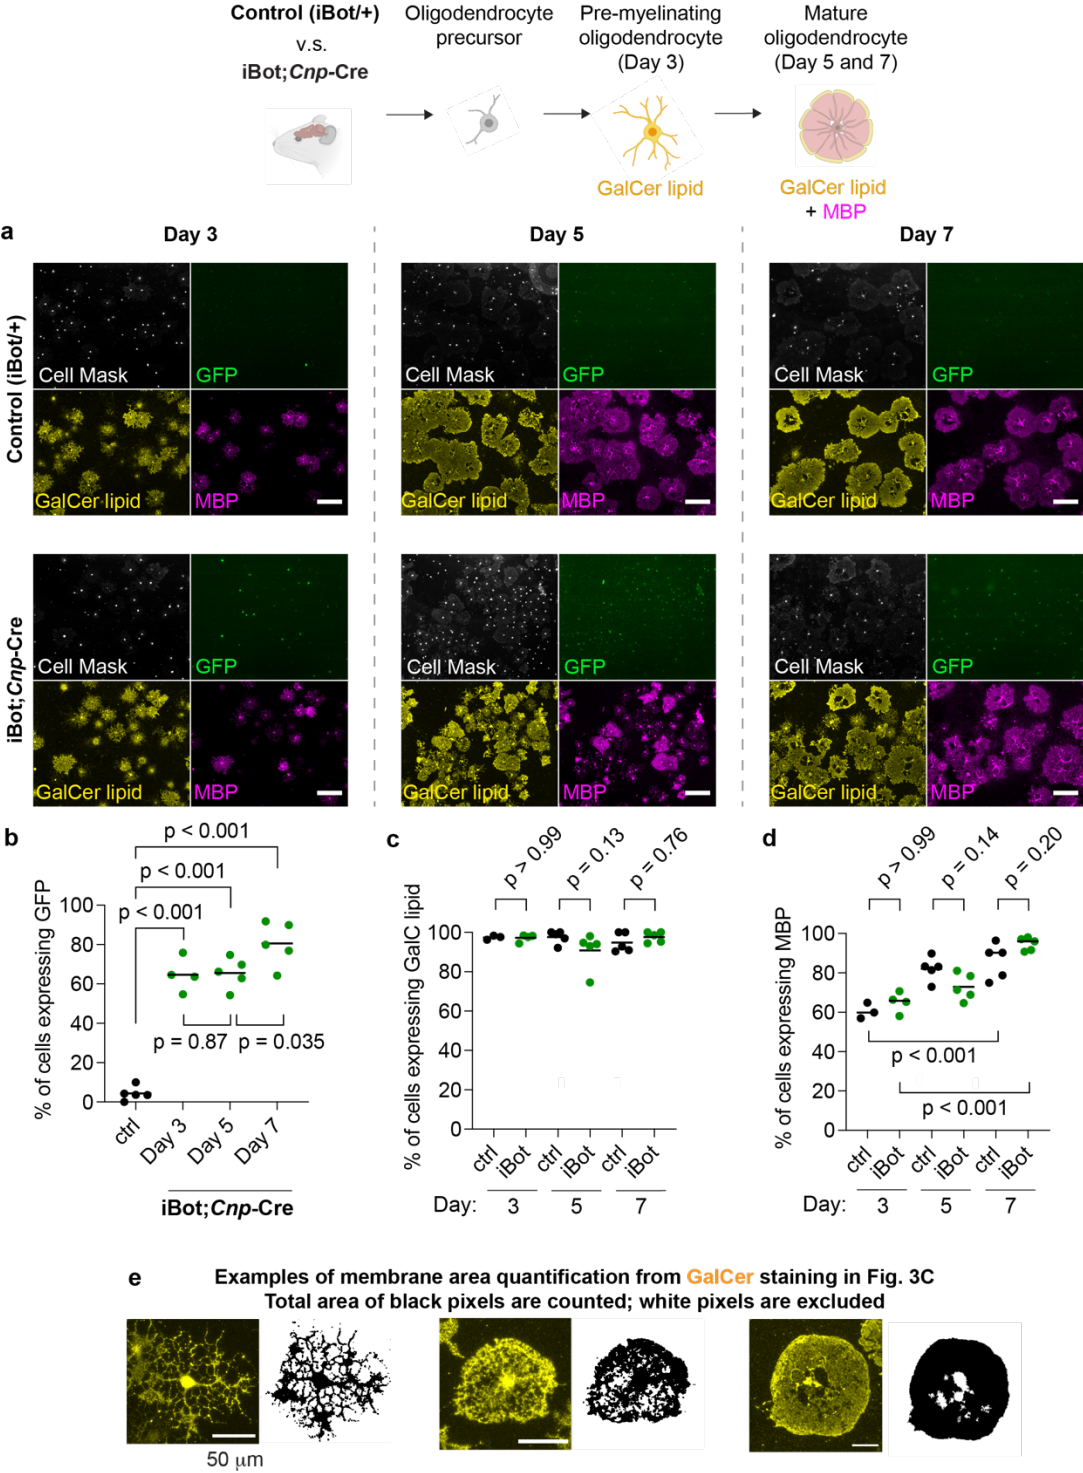 Control (iBot/+)
v.s.
iBot;Cnp-Cre
Oligodendrocyte
precursor
Pre-myelinating
oligodendrocyte
(Day 3)
GalCer lipid
Mature
oligodendrocyte
(Day 5 and 7)
GalCer lipid
+ MBP
a
Day 3
Day 5
Day 7
Control (iBot/+)
Cell Mask
GFP
GalCer lipid
MBP
Cell Mask
GFP
GalCer lipid
MBP
Cell Mask
GFP
GalCer lipid
MBP
iBot;Cnp-Cre
Cell Mask
GFP
GalCer lipid
MBP
Cell Mask
GFP
GalCer lipid
MBP
Cell Mask
GFP
GalCer lipid
MBP
b
% of cells expressing GFP
100
80
60
40
20
0
p < 0.001
p < 0.001
p < 0.001
p = 0.87
p = 0.035
ctrl
Day 3
Day 5
Day 7
iBot;Cnp-Cre
c
% of cells expressing GalC lipid
100
80
60
40
20
0
p > 0.99
p = 0.13
p = 0.76
ctrl
iBot
ctrl
iBot
ctrl
iBot
Day: 3 5 7
d
% of cells expressing MBP
100
80
60
40
20
0
p > 0.99
p = 0.14
p = 0.20
p < 0.001
p < 0.001
ctrl
iBot
ctrl
iBot
ctrl
iBot
Day: 3 5 7
e
Examples of membrane area quantification from GalCer staining in Fig. 3C
Total area of black pixels are counted; white pixels are excluded
50 μm